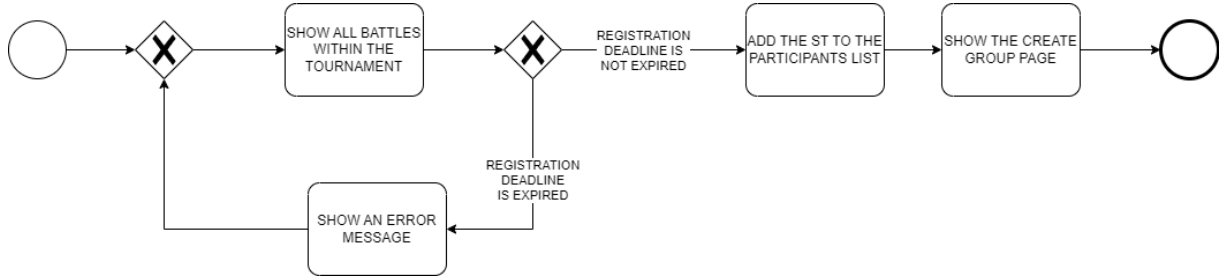 SHOW ALL BATTLES
WITHIN THE
TOURNAMENT
REGISTRATION
DEADLINE IS
NOT EXPIRED
ADD THE ST TO THE
PARTICIPANTS LIST
SHOW THE CREATE
GROUP PAGE
REGISTRATION
DEADLINE
IS EXPIRED
SHOW AN ERROR
MESSAGE